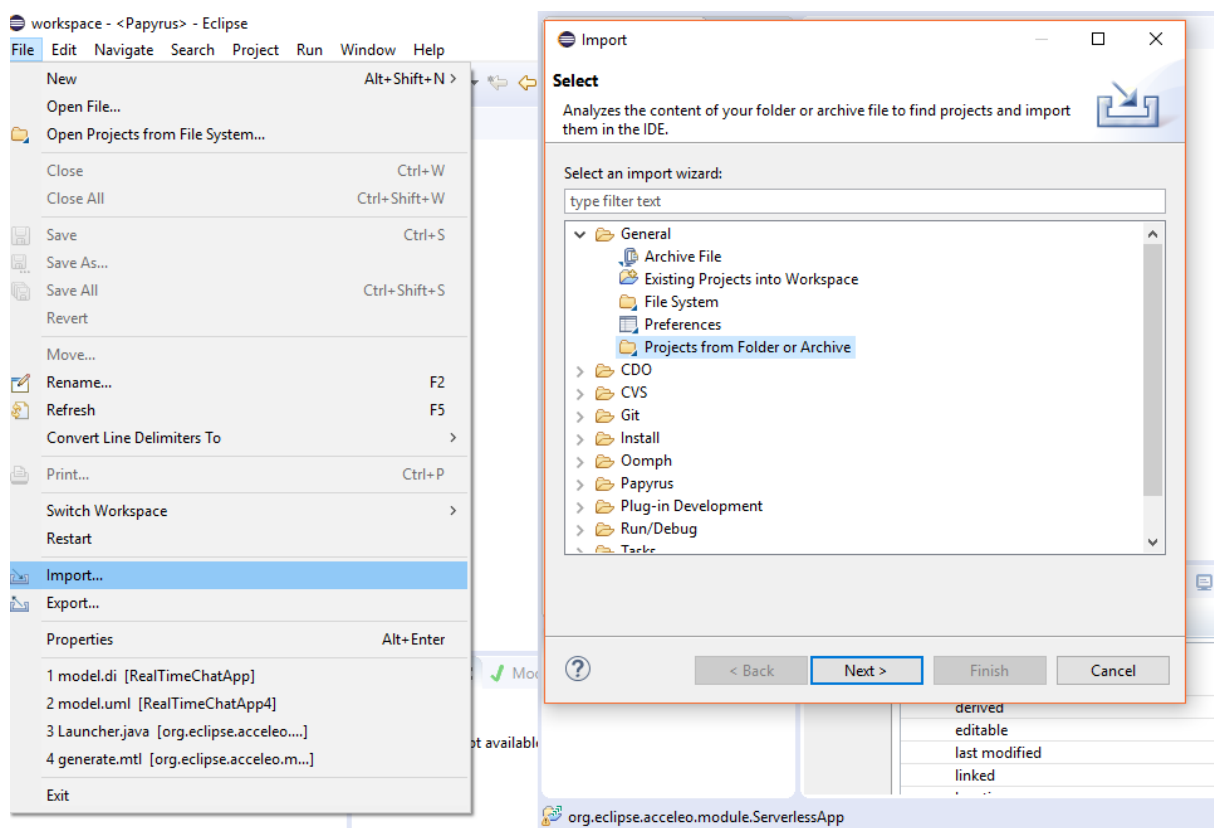 workspace - <Papyrus> - Eclipse
File Edit Navigate Search Project Run Window Help
New Alt+Shift+N >
Open File...
Open Projects from File System...
Close Ctrl+W
Close All Ctrl+Shift+W
Save Ctrl+S
Save As...
Save All Ctrl+Shift+S
Revert
Move...
Rename... F2
Refresh F5
Convert Line Delimiters To >
Print... Ctrl+P
Switch Workspace >
Restart
Import...
Export...
Properties Alt+Enter
1 model.di [RealTimeChatApp]
2 model.uml [RealTimeChatApp4]
3 Launcher.java [org.eclipse.acceleo....]
4 generate.mtl [org.eclipse.acceleo.m...]
Exit
Import
Select
Analyzes the content of your folder or archive file to find projects and import
them in the IDE.
Select an import wizard:
type filter text
General
Archive File
Existing Projects into Workspace
File System
Preferences
Projects from Folder or Archive
CDO
CVS
Git
Install
Oomph
Papyrus
Plug-in Development
Run/Debug
Tasks
? < Back Next > Finish Cancel
derived
editable
last modified
linked
org.eclipse.acceleo.module.ServerlessApp